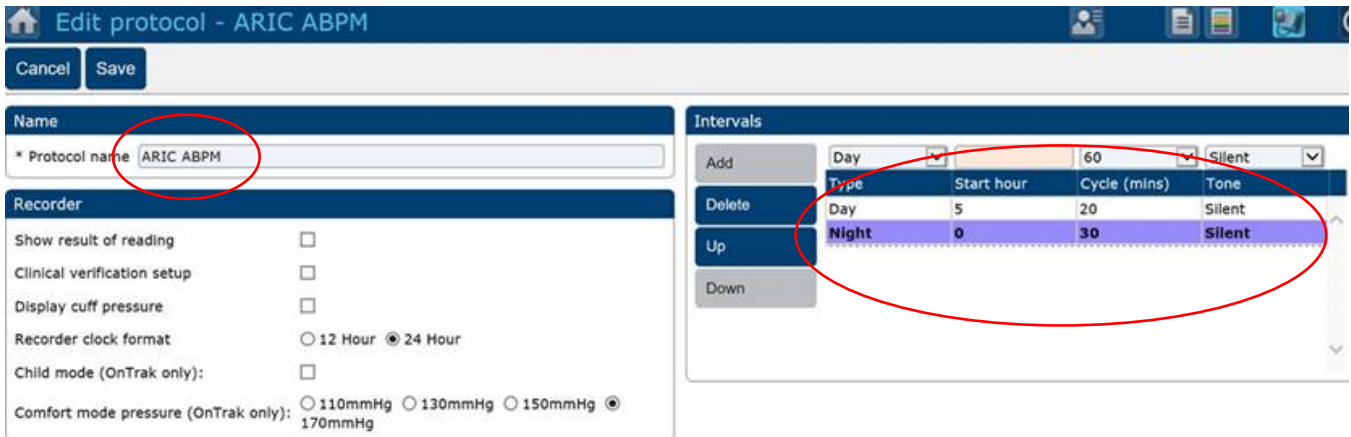 Edit protocol - ARIC ABPM
Cancel Save
Name
* Protocol name ARIC ABPM
Recorder
Show result of reading
Clinical verification setup
Display cuff pressure
Recorder clock format 12 Hour 24 Hour
Child mode (OnTrak only):
Comfort mode pressure (OnTrak only): 110mmHg 130mmHg 150mmHg
170mmHg
Intervals
Add
Delete
Up
Down
Day 60 Silent
Type Start hour Cycle (mins) Tone
Day 5 20 Silent
Night 0 30 Silent